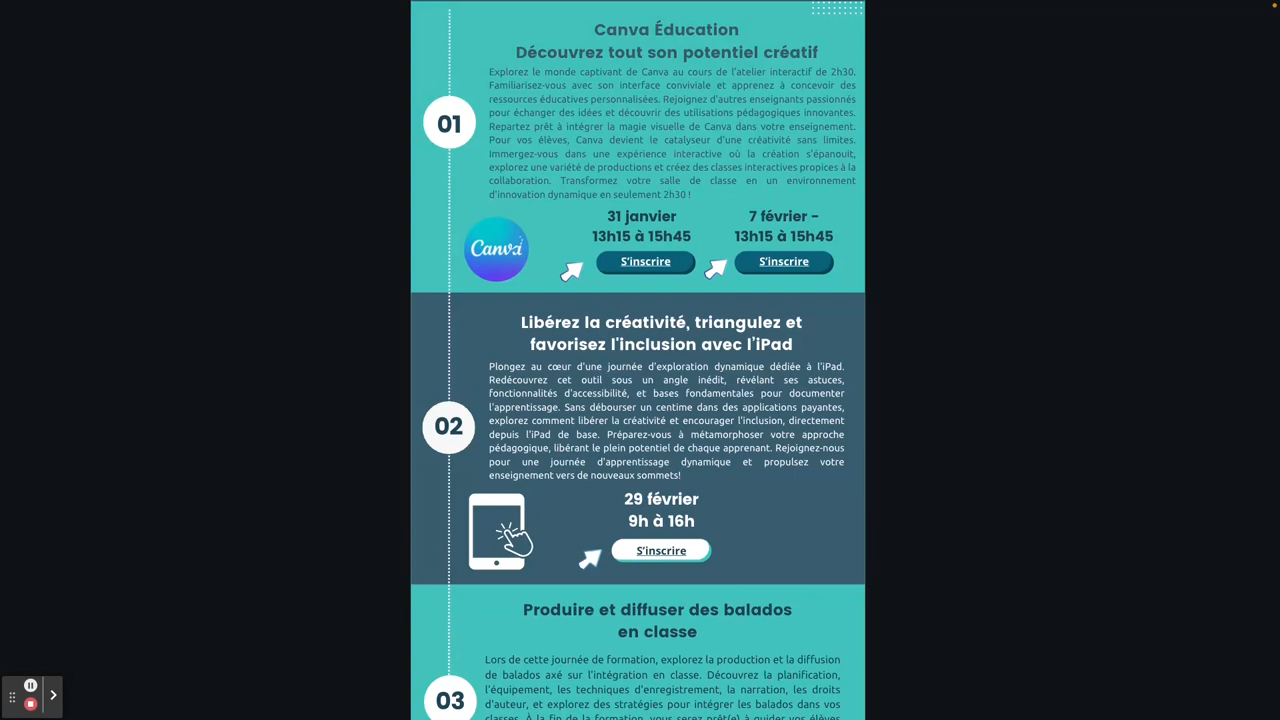 Canva Éducation
Découvrez tout son potentiel créatif
Explorez le monde captivant de Canva au cours de l'atelier interactif de 2h30.
Familiarisez-vous avec son interface conviviale et apprenez à concevoir des
ressources éducatives personnalisées. Rejoignez d'autres enseignants passionnés
pour échanger des idées et découvrir des utilisations pédagogiques innovantes.
Repartez prêt à intégrer la magie visuelle de Canva dans votre enseignement.
Pour vos élèves, Canva devient le catalyseur d'une créativité sans limites.
Immergez-vous dans une expérience interactive où la création s'épanouit,
explorez une variété de productions et créez des classes interactives propices à la
collaboration. Transformez votre salle de classe en un environnement
d'innovation dynamique en seulement 2h30 !
01
Canva
31 janvier
13h15 à 15h45
S'inscrire
7 février -
13h15 à 15h45
S'inscrire
Libérez la créativité, triangulez et
favorisez l'inclusion avec l'iPad
Plongez au cœur d'une journée d'exploration dynamique dédiée à l'iPad.
Redécouvrez cet outil sous un angle inédit, révélant ses astuces,
fonctionnalités d'accessibilité, et bases fondamentales pour documenter
l'apprentissage. Sans débourser un centime dans des applications payantes,
explorez comment libérer la créativité et encourager l'inclusion, directement
depuis l'iPad de base. Préparez-vous à métamorphoser votre approche
pédagogique, libérant le plein potentiel de chaque apprenant. Rejoignez-nous
pour une journée d'apprentissage dynamique et propulsez votre
enseignement vers de nouveaux sommets!
02
29 février
9h à 16h
S'inscrire
Produire et diffuser des balados
en classe
Lors de cette journée de formation, explorez la production et la diffusion
de balados axé sur l'intégration en classe. Découvrez la planification,
l'équipement, les techniques d'enregistrement, la narration, les droits
d'auteur, et explorez des stratégies pour intégrer les balados dans vos
classes. À la fin de la formation, vous serez prêt(e) à guider vos élèves
03